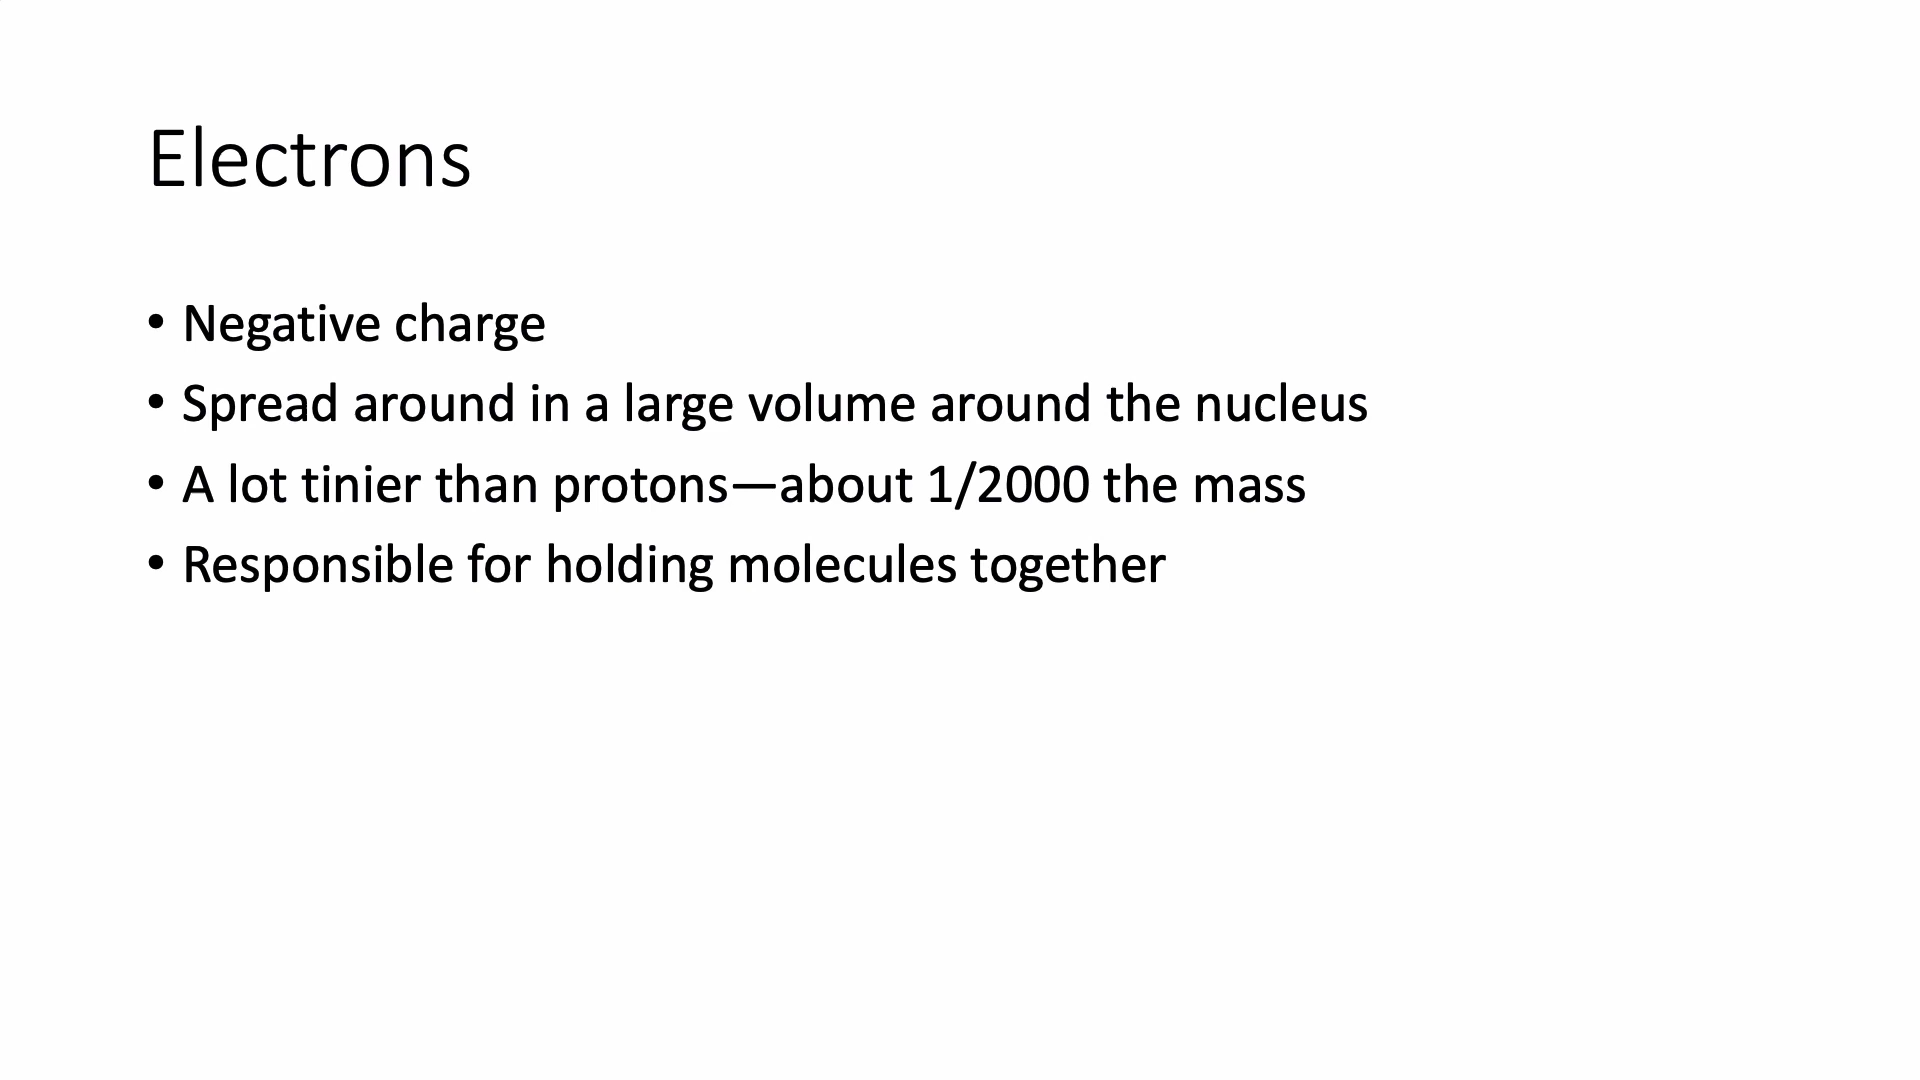 Electrons
• Negative charge
• Spread around in a large volume around the nucleus
• A lot tinier than protons—about 1/2000 the mass
• Responsible for holding molecules together